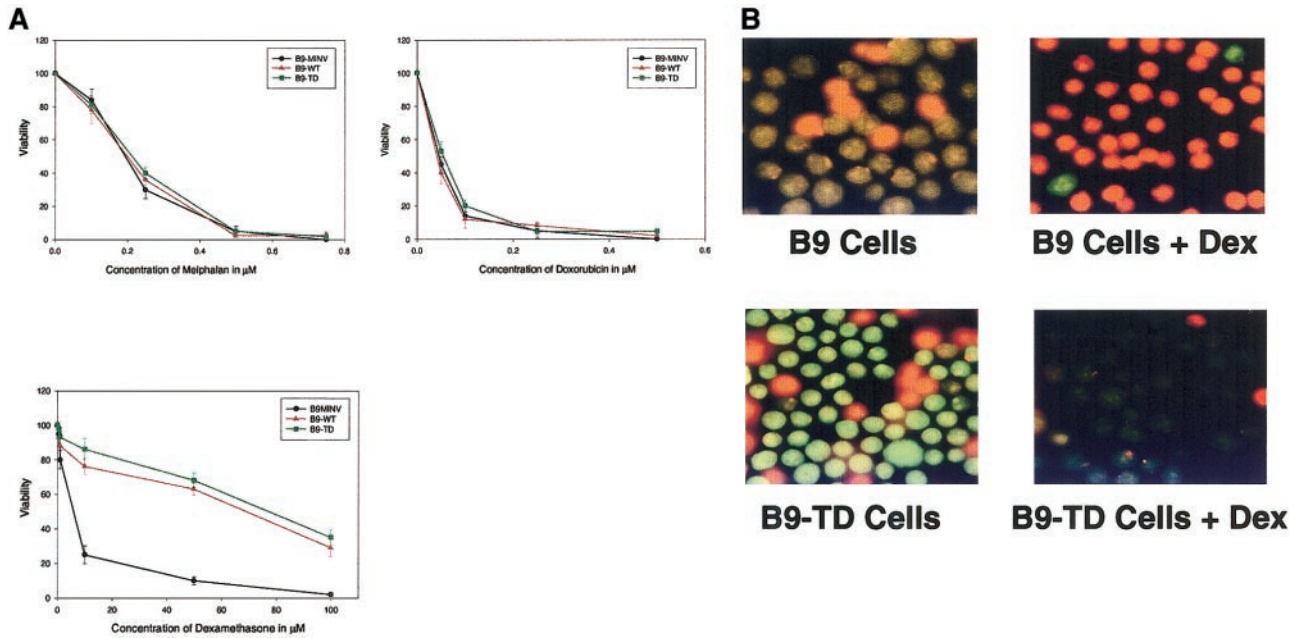 A
120
100
80
60
40
20
0
Viability
B9-MINV
B9-WT
B9-TD
0.0 0.2 0.4 0.6 0.8
Concentration of Melphalan in μM
120
100
80
60
40
20
0
Viability
B9-MINV
B9-WT
B9-TD
0.0 0.2 0.4 0.6 0.8
Concentration of Doxorubicin in μM
120
100
80
60
40
20
0
Viability
B9MINV
B9-WT
B9-TD
0 20 40 60 80 100
Concentration of Dexamethasone in μM
B
B9 Cells
B9 Cells + Dex
B9-TD Cells
B9-TD Cells + Dex